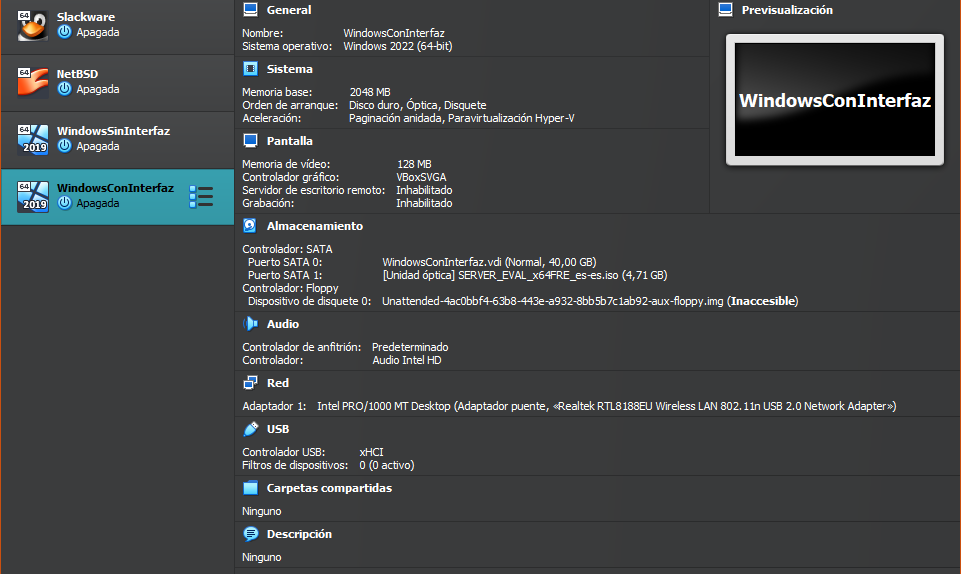 64
Slackware
Apagada
64
NetBSD
Apagada
64
2019
WindowsSinInterfaz
Apagada
64
2019
WindowsConInterfaz
Apagada
General
Nombre: WindowsConInterfaz
Sistema operativo: Windows 2022 (64-bit)
Sistema
Memoria base: 2048 MB
Orden de arranque: Disco duro, Óptica, Disquete
Aceleración: Paginación anidada, Paravirtualización Hyper-V
Pantalla
Memoria de vídeo: 128 MB
Controlador gráfico: VBoxSVGA
Servidor de escritorio remoto: Inhabilitado
Grabación: Inhabilitado
Almacenamiento
Controlador: SATA
Puerto SATA 0: WindowsConInterfaz.vdi (Normal, 40,00 GB)
Puerto SATA 1: [Unidad óptica] SERVER_EVAL_x64FRE_es-es.iso (4,71 GB)
Controlador: Floppy
Dispositivo de disquete 0: Unattended-4ac0bbf4-63b8-443e-a932-8bb5b7c1ab92-aux-floppy.img (Inaccesible)
Audio
Controlador de anfitrión: Predeterminado
Controlador: Audio Intel HD
Red
Adaptador 1: Intel PRO/1000 MT Desktop (Adaptador puente, «Realtek RTL8188EU Wireless LAN 802.11n USB 2.0 Network Adapter»)
USB
Controlador USB: xHCI
Filtros de dispositivos: 0 (0 activo)
Carpetas compartidas
Ninguno
Descripción
Ninguno
Previsualización
WindowsConInterfaz